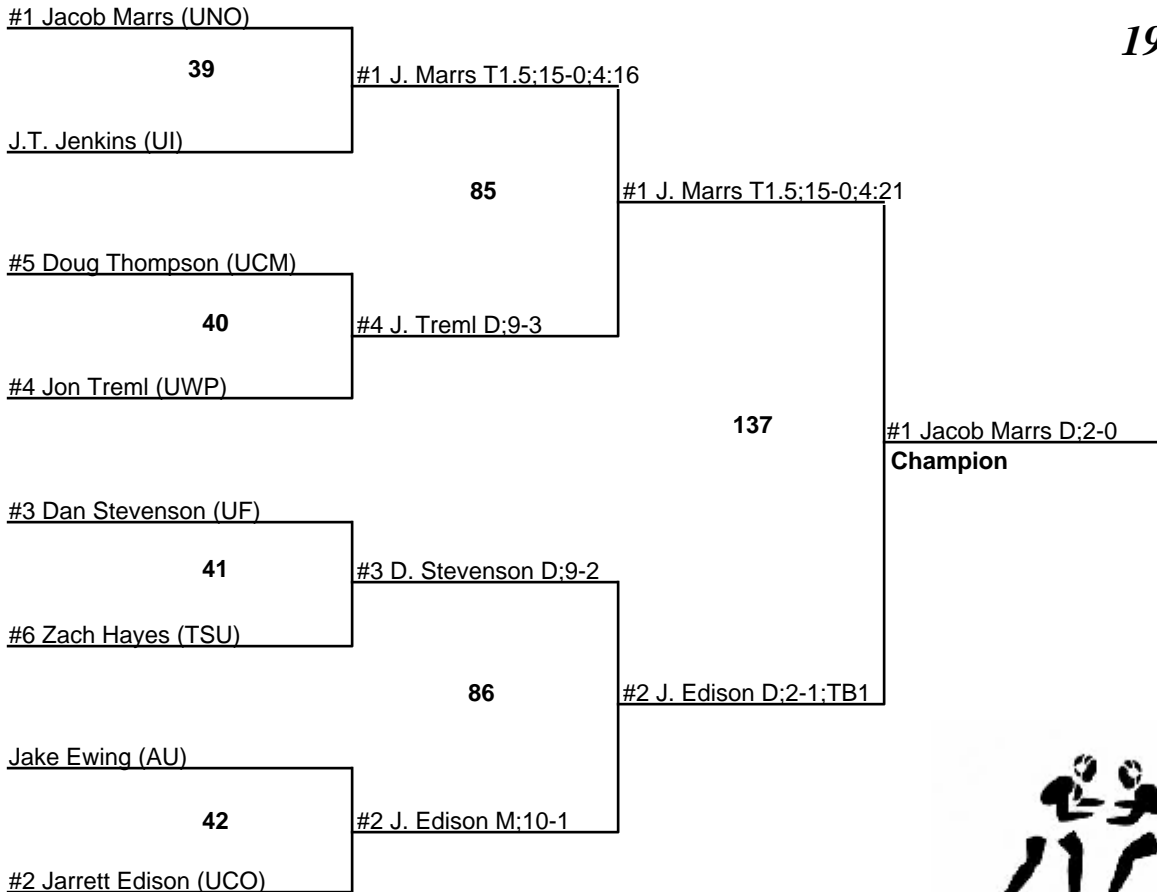 #1 Jacob Marrs (UNO)
19
39
#1 J. Marrs T1.5;15-0;4:16
J.T. Jenkins (UI)
85
#1 J. Marrs T1.5;15-0;4:21
#5 Doug Thompson (UCM)
40
#4 J. Treml D;9-3
#4 Jon Treml (UWP)
137
#1 Jacob Marrs D;2-0
Champion
#3 Dan Stevenson (UF)
41
#3 D. Stevenson D;9-2
#6 Zach Hayes (TSU)
86
#2 J. Edison D;2-1;TB1
Jake Ewing (AU)
42
#2 J. Edison M;10-1
#2 Jarrett Edison (UCO)